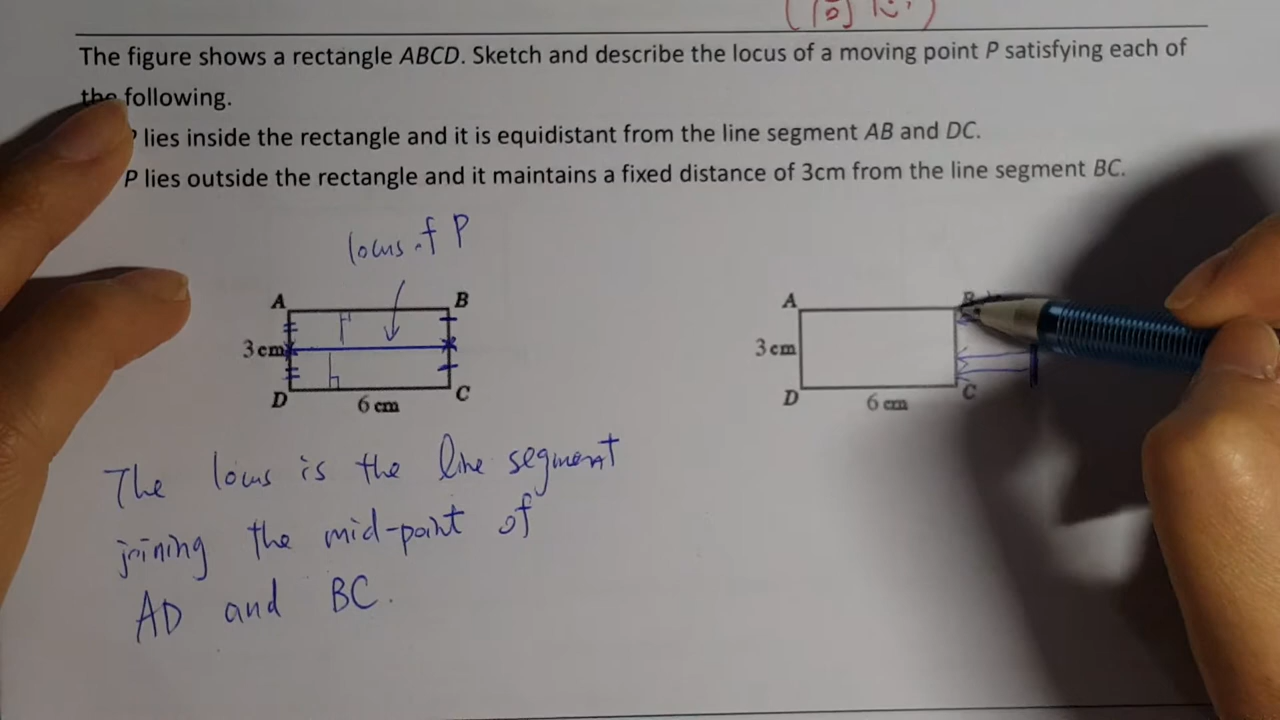 The figure shows a rectangle ABCD. Sketch and describe the locus of a moving point P satisfying each of
the following.
P lies inside the rectangle and it is equidistant from the line segment AB and DC.
P lies outside the rectangle and it maintains a fixed distance of 3cm from the line segment BC.
locus of P
A B
3 cm
D 6 cm C
A B
3 cm
D 6 cm C
The locus is the line segment
joining the mid-point of
AD and BC.